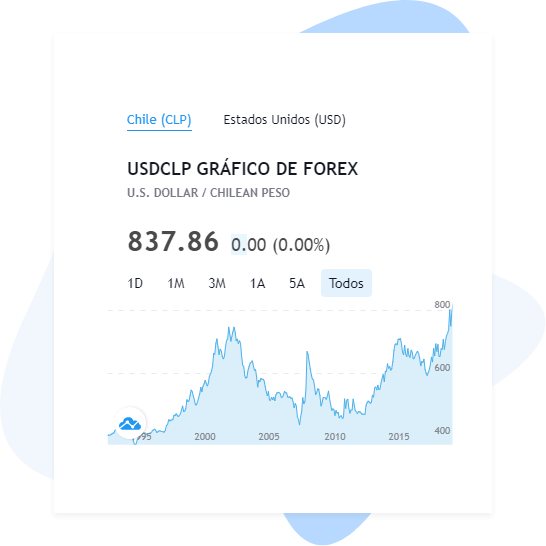 Chile (CLP) Estados Unidos (USD)
USDCLP GRÁFICO DE FOREX
U.S. DOLLAR / CHILEAN PESO
837.86 0.00 (0.00%)
1D 1M 3M 1A 5A Todos
800
600
400
95 2000 2005 2010 2015